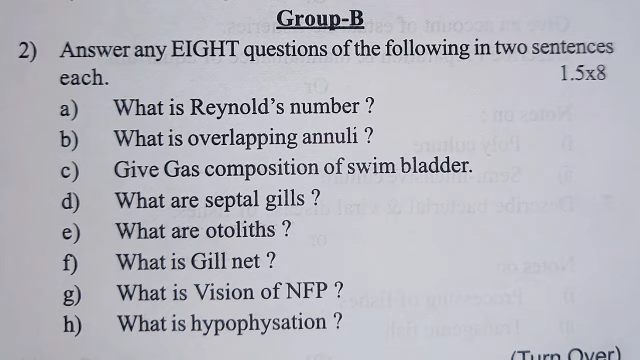 Group-B
2) Answer any EIGHT questions of the following in two sentences
each. 1.5x8
a) What is Reynold's number ?
b) What is overlapping annuli ?
c) Give Gas composition of swim bladder.
d) What are septal gills ?
e) What are otoliths ?
f) What is Gill net ?
g) What is Vision of NFP ?
h) What is hypophysation ?
(Turn Over)